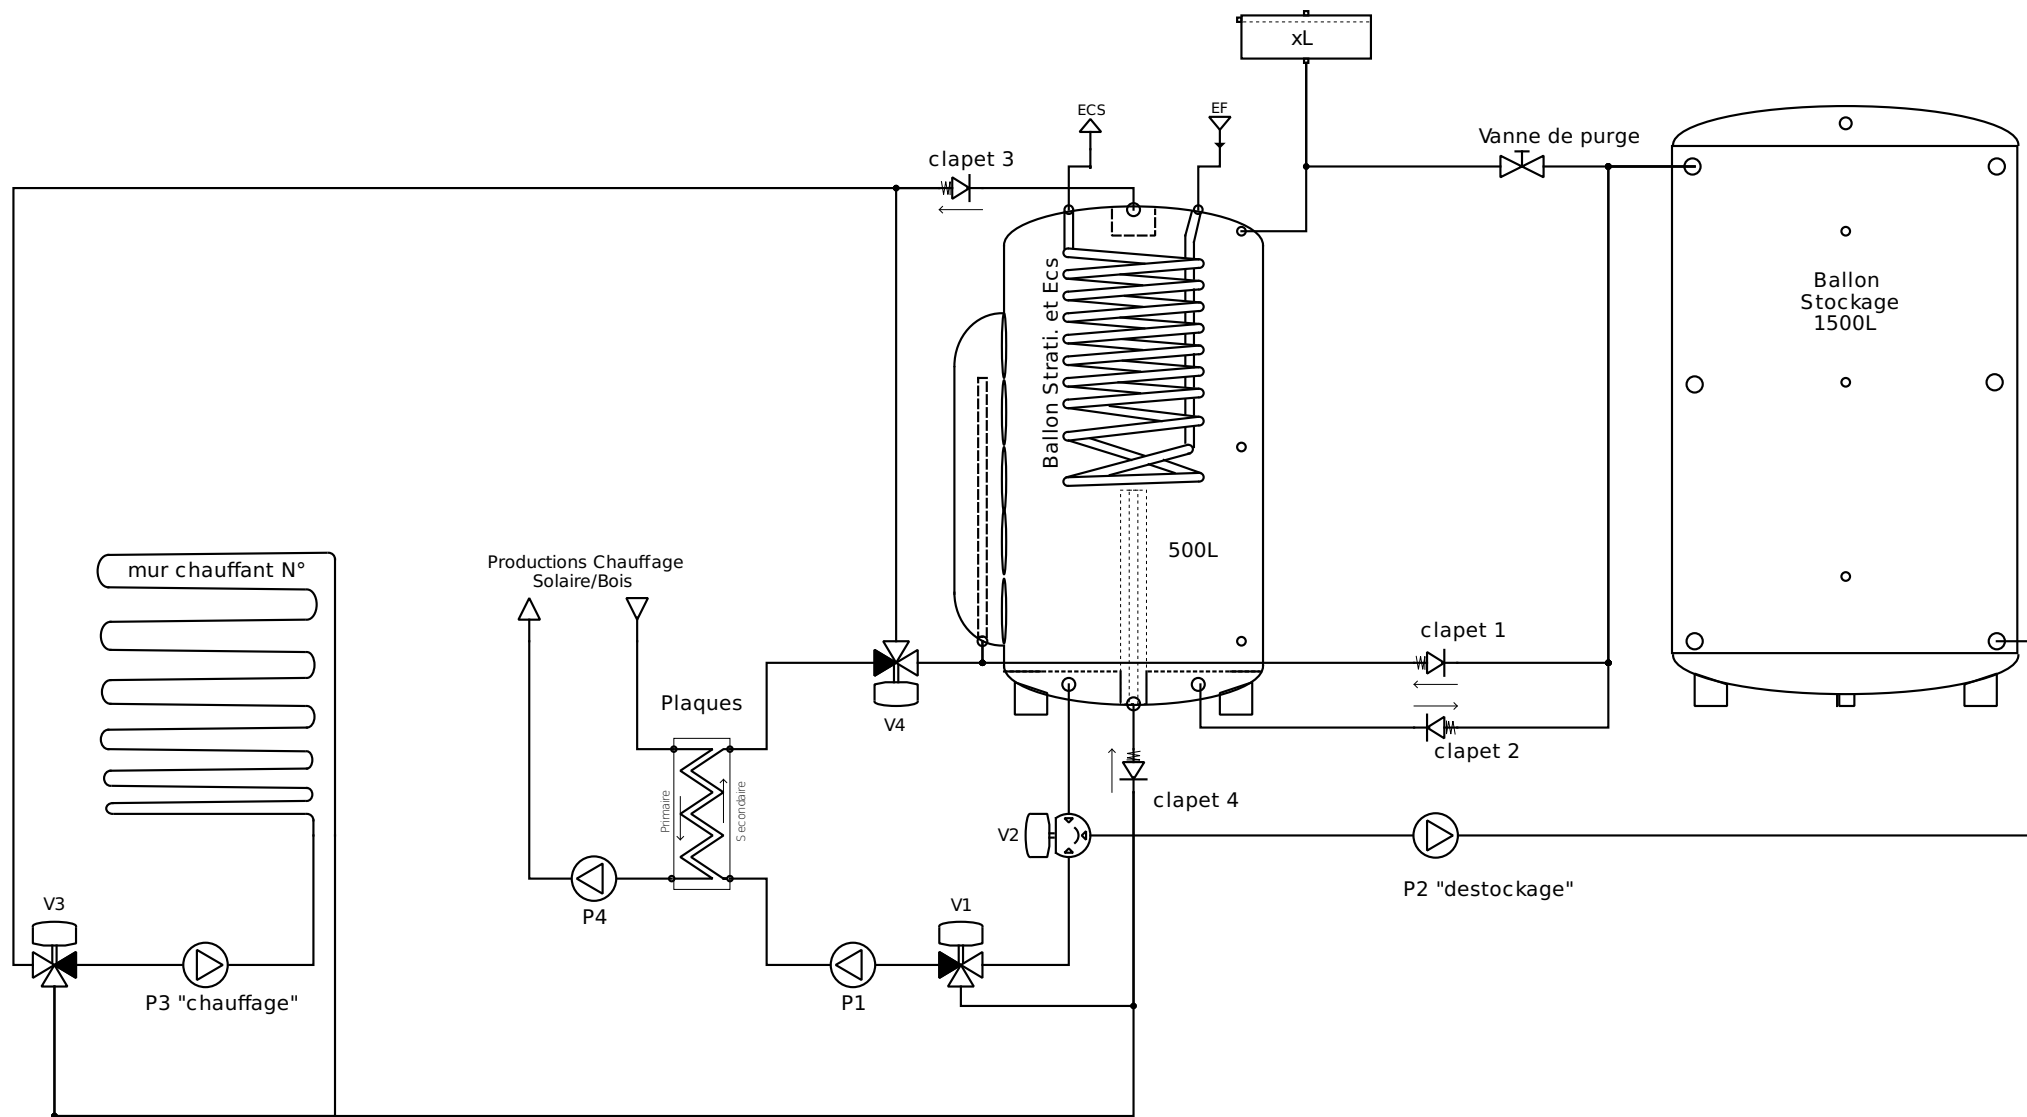 xL
ECS
EF
Vanne de purge
clapet 3
Ballon Strati. et Ecs
Ballon
Stockage
1500L
500L
mur chauffant N°
Productions Chauffage
Solaire/Bois
clapet 1
Plaques
V4
clapet 2
Primaire
Secondaire
clapet 4
V2
P2 "destockage"
V3
P4
V1
P3 "chauffage"
P1